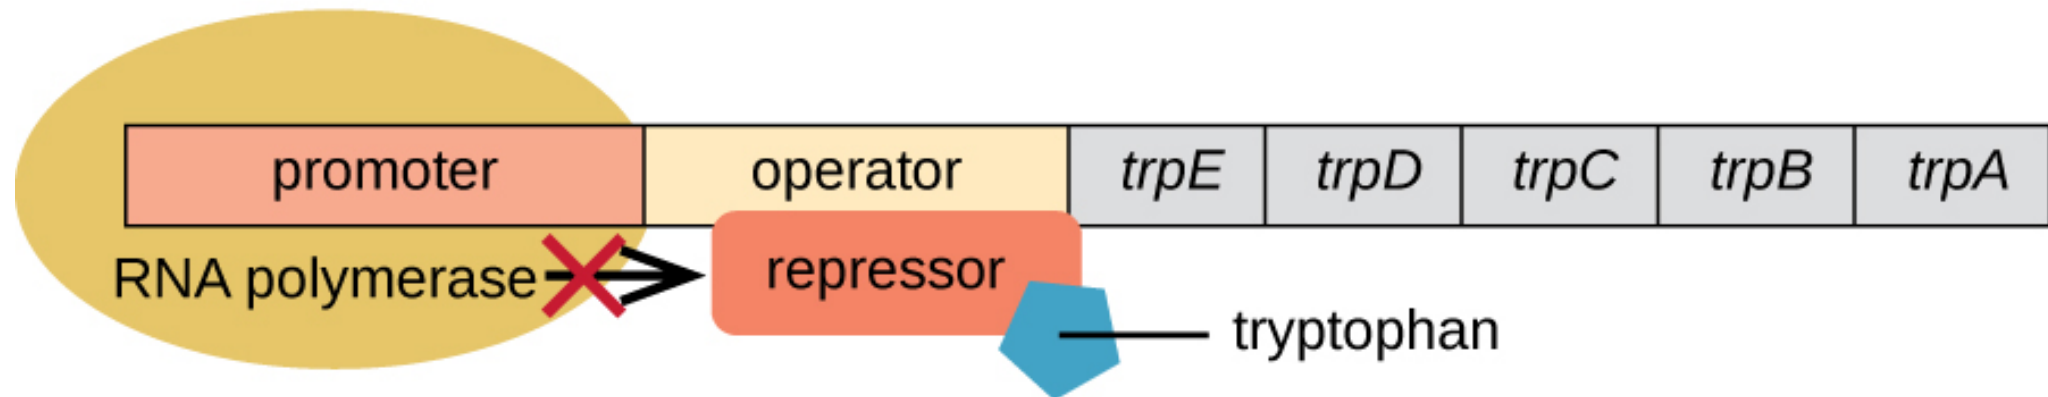 promoter operator trpE trpD trpC trpB trpA
RNA polymerase repressor
tryptophan